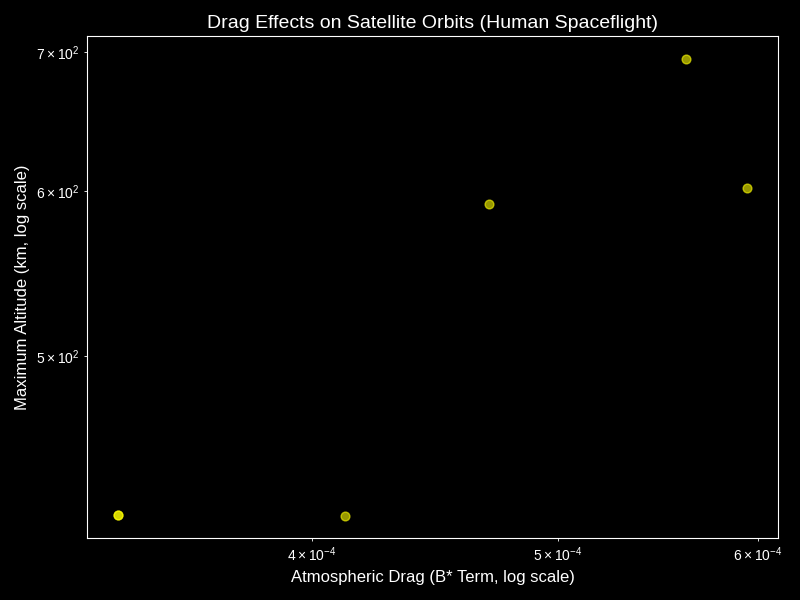 Drag Effects on Satellite Orbits (Human Spaceflight)
7 × 10²
6 × 10²
5 × 10²
Maximum Altitude (km, log scale)
4 × 10⁻⁴
5 × 10⁻⁴
6 × 10⁻⁴
Atmospheric Drag (B* Term, log scale)